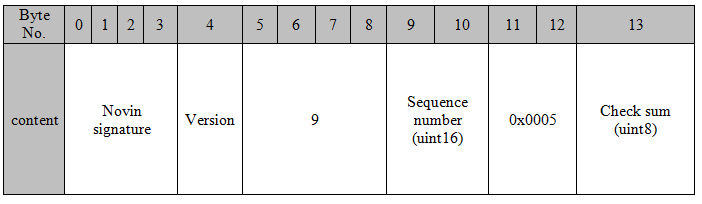 Byte No. 0 1 2 3 4 5 6 7 8 9 10 11 12 13
content Novin signature Version 9 Sequence number (uint16) 0x0005 Check sum (uint8)